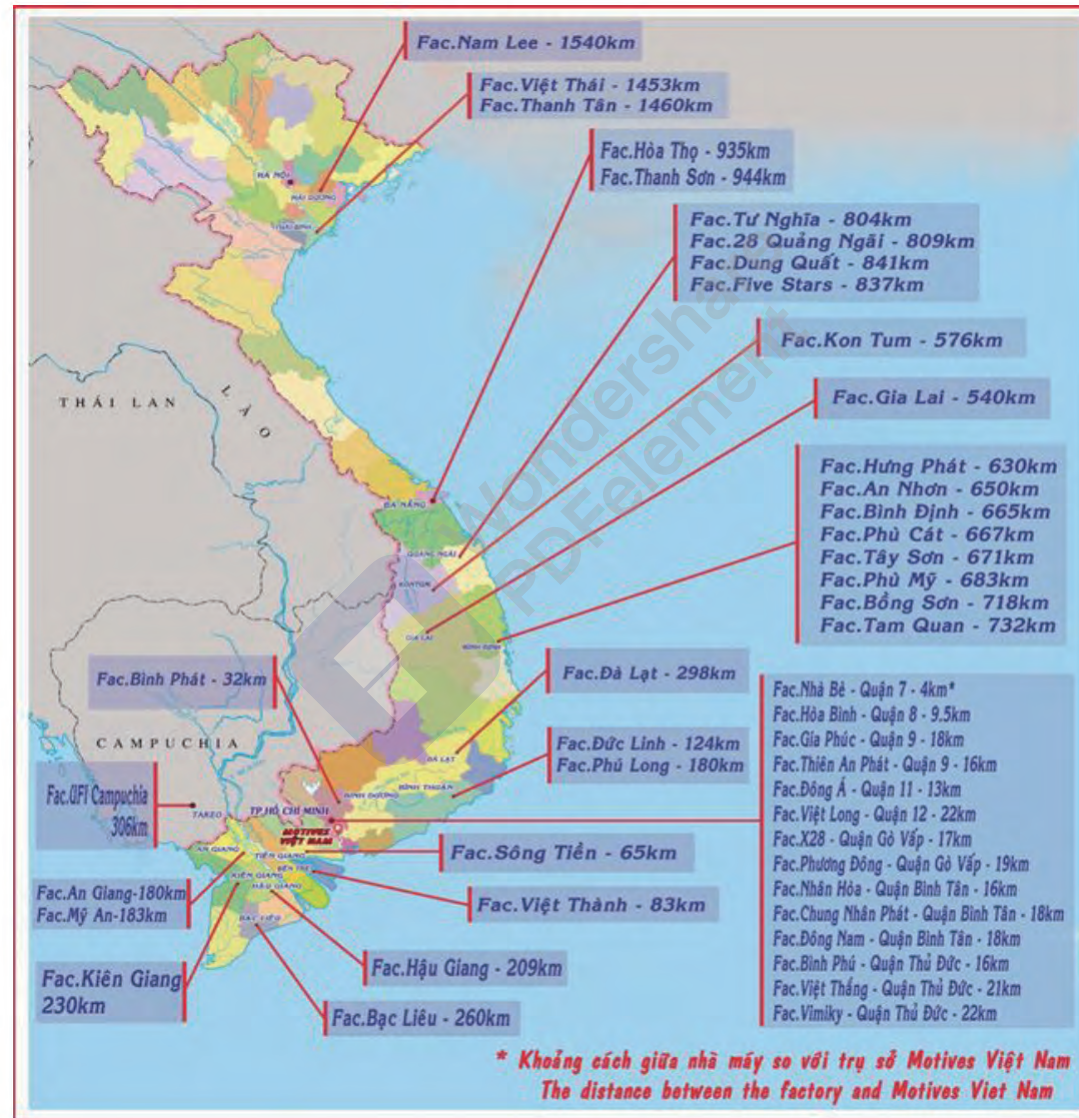 Fac.Nam Lee - 1540km
Fac.Việt Thái - 1453km
Fac.Thanh Tân - 1460km
Fac.Hòa Thọ - 935km
Fac.Thanh Sơn - 944km
Fac.Tư Nghĩa - 804km
Fac.28 Quảng Ngãi - 809km
Fac.Dung Quất - 841km
Fac.Five Stars - 837km
Fac.Kon Tum - 576km
Fac.Gia Lai - 540km
Fac.Hưng Phát - 630km
Fac.An Nhơn - 650km
Fac.Bình Định - 665km
Fac.Phù Cát - 667km
Fac.Tây Sơn - 671km
Fac.Phù Mỹ - 683km
Fac.Bồng Sơn - 718km
Fac.Tam Quan - 732km
HÀ NỘI
HẢI DƯƠNG
THÁI BÌNH
THÁI LAN
LÀO
ĐÀ NẴNG
QUẢNG NGÃI
KONTUM
GIA LAI
BÌNH ĐỊNH
Wondershare
PDFelement
Fac.Bình Phát - 32km
Fac.Đà Lạt - 298km
Fac.Đức Linh - 124km
Fac.Phú Long - 180km
CAMPUCHIA
ĐÀ LẠT
BÌNH THUẬN
BÌNH DƯƠNG
TP.HỒ CHÍ MINH
MOTIVES
VIỆT NAM
TAKEO
Fac.QFI Campuchia
306km
AN GIANG
TIỀN GIANG
BẾN TRE
KIÊN GIANG
HẬU GIANG
BẠC LIÊU
Fac.Nhà Bè - Quận 7 - 4km*
Fac.Hòa Bình - Quận 8 - 9.5km
Fac.Gia Phúc - Quận 9 - 18km
Fac.Thiên An Phát - Quận 9 - 16km
Fac.Đông Á - Quận 11 - 13km
Fac.Việt Long - Quận 12 - 22km
Fac.X28 - Quận Gò Vấp - 17km
Fac.Phương Đông - Quận Gò Vấp - 19km
Fac.Nhân Hòa - Quận Bình Tân - 16km
Fac.Chung Nhân Phát - Quận Bình Tân - 18km
Fac.Đông Nam - Quận Bình Tân - 18km
Fac.Bình Phú - Quận Thủ Đức - 16km
Fac.Việt Thắng - Quận Thủ Đức - 21km
Fac.Vimiky - Quận Thủ Đức - 22km
Fac.Sông Tiền - 65km
Fac.Việt Thành - 83km
Fac.An Giang-180km
Fac.Mỹ An-183km
Fac.Hậu Giang - 209km
Fac.Kiên Giang
230km
Fac.Bạc Liêu - 260km
* Khoảng cách giữa nhà máy so với trụ sở Motives Việt Nam
The distance between the factory and Motives Viet Nam